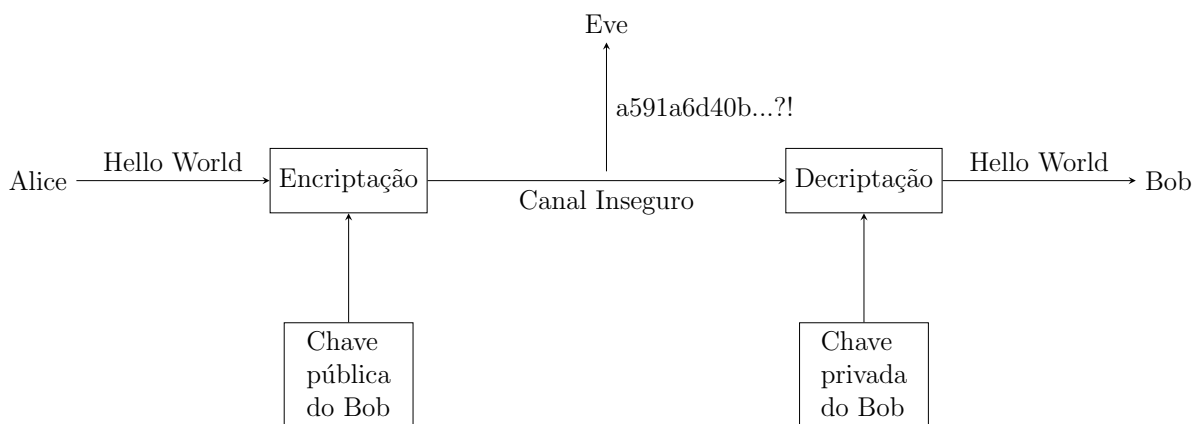 Eve
a591a6d40b...?!
Hello World
Hello World
Alice
Encriptação
Decriptação
Bob
Canal Inseguro
Chave
pública
do Bob
Chave
privada
do Bob